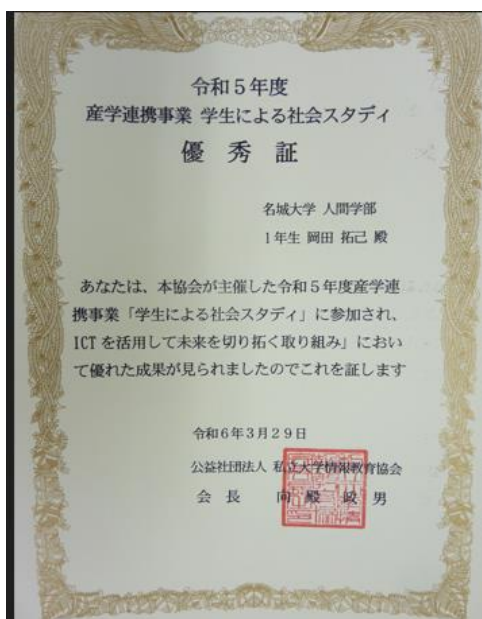 令和５年度
産学連携事業 学生による社会スタディ
優秀証
名城大学 人間学部
１年生 岡田 拓己 殿
あなたは、本協会が主催した令和５年度産学連
携事業「学生による社会スタディ」に参加され、
ICTを活用して未来を切り拓く取り組み」におい
て優れた成果が見られましたのでこれを証します
令和６年３月29日
公益社団法人 私立大学情報教育協会
会長 向殿政男